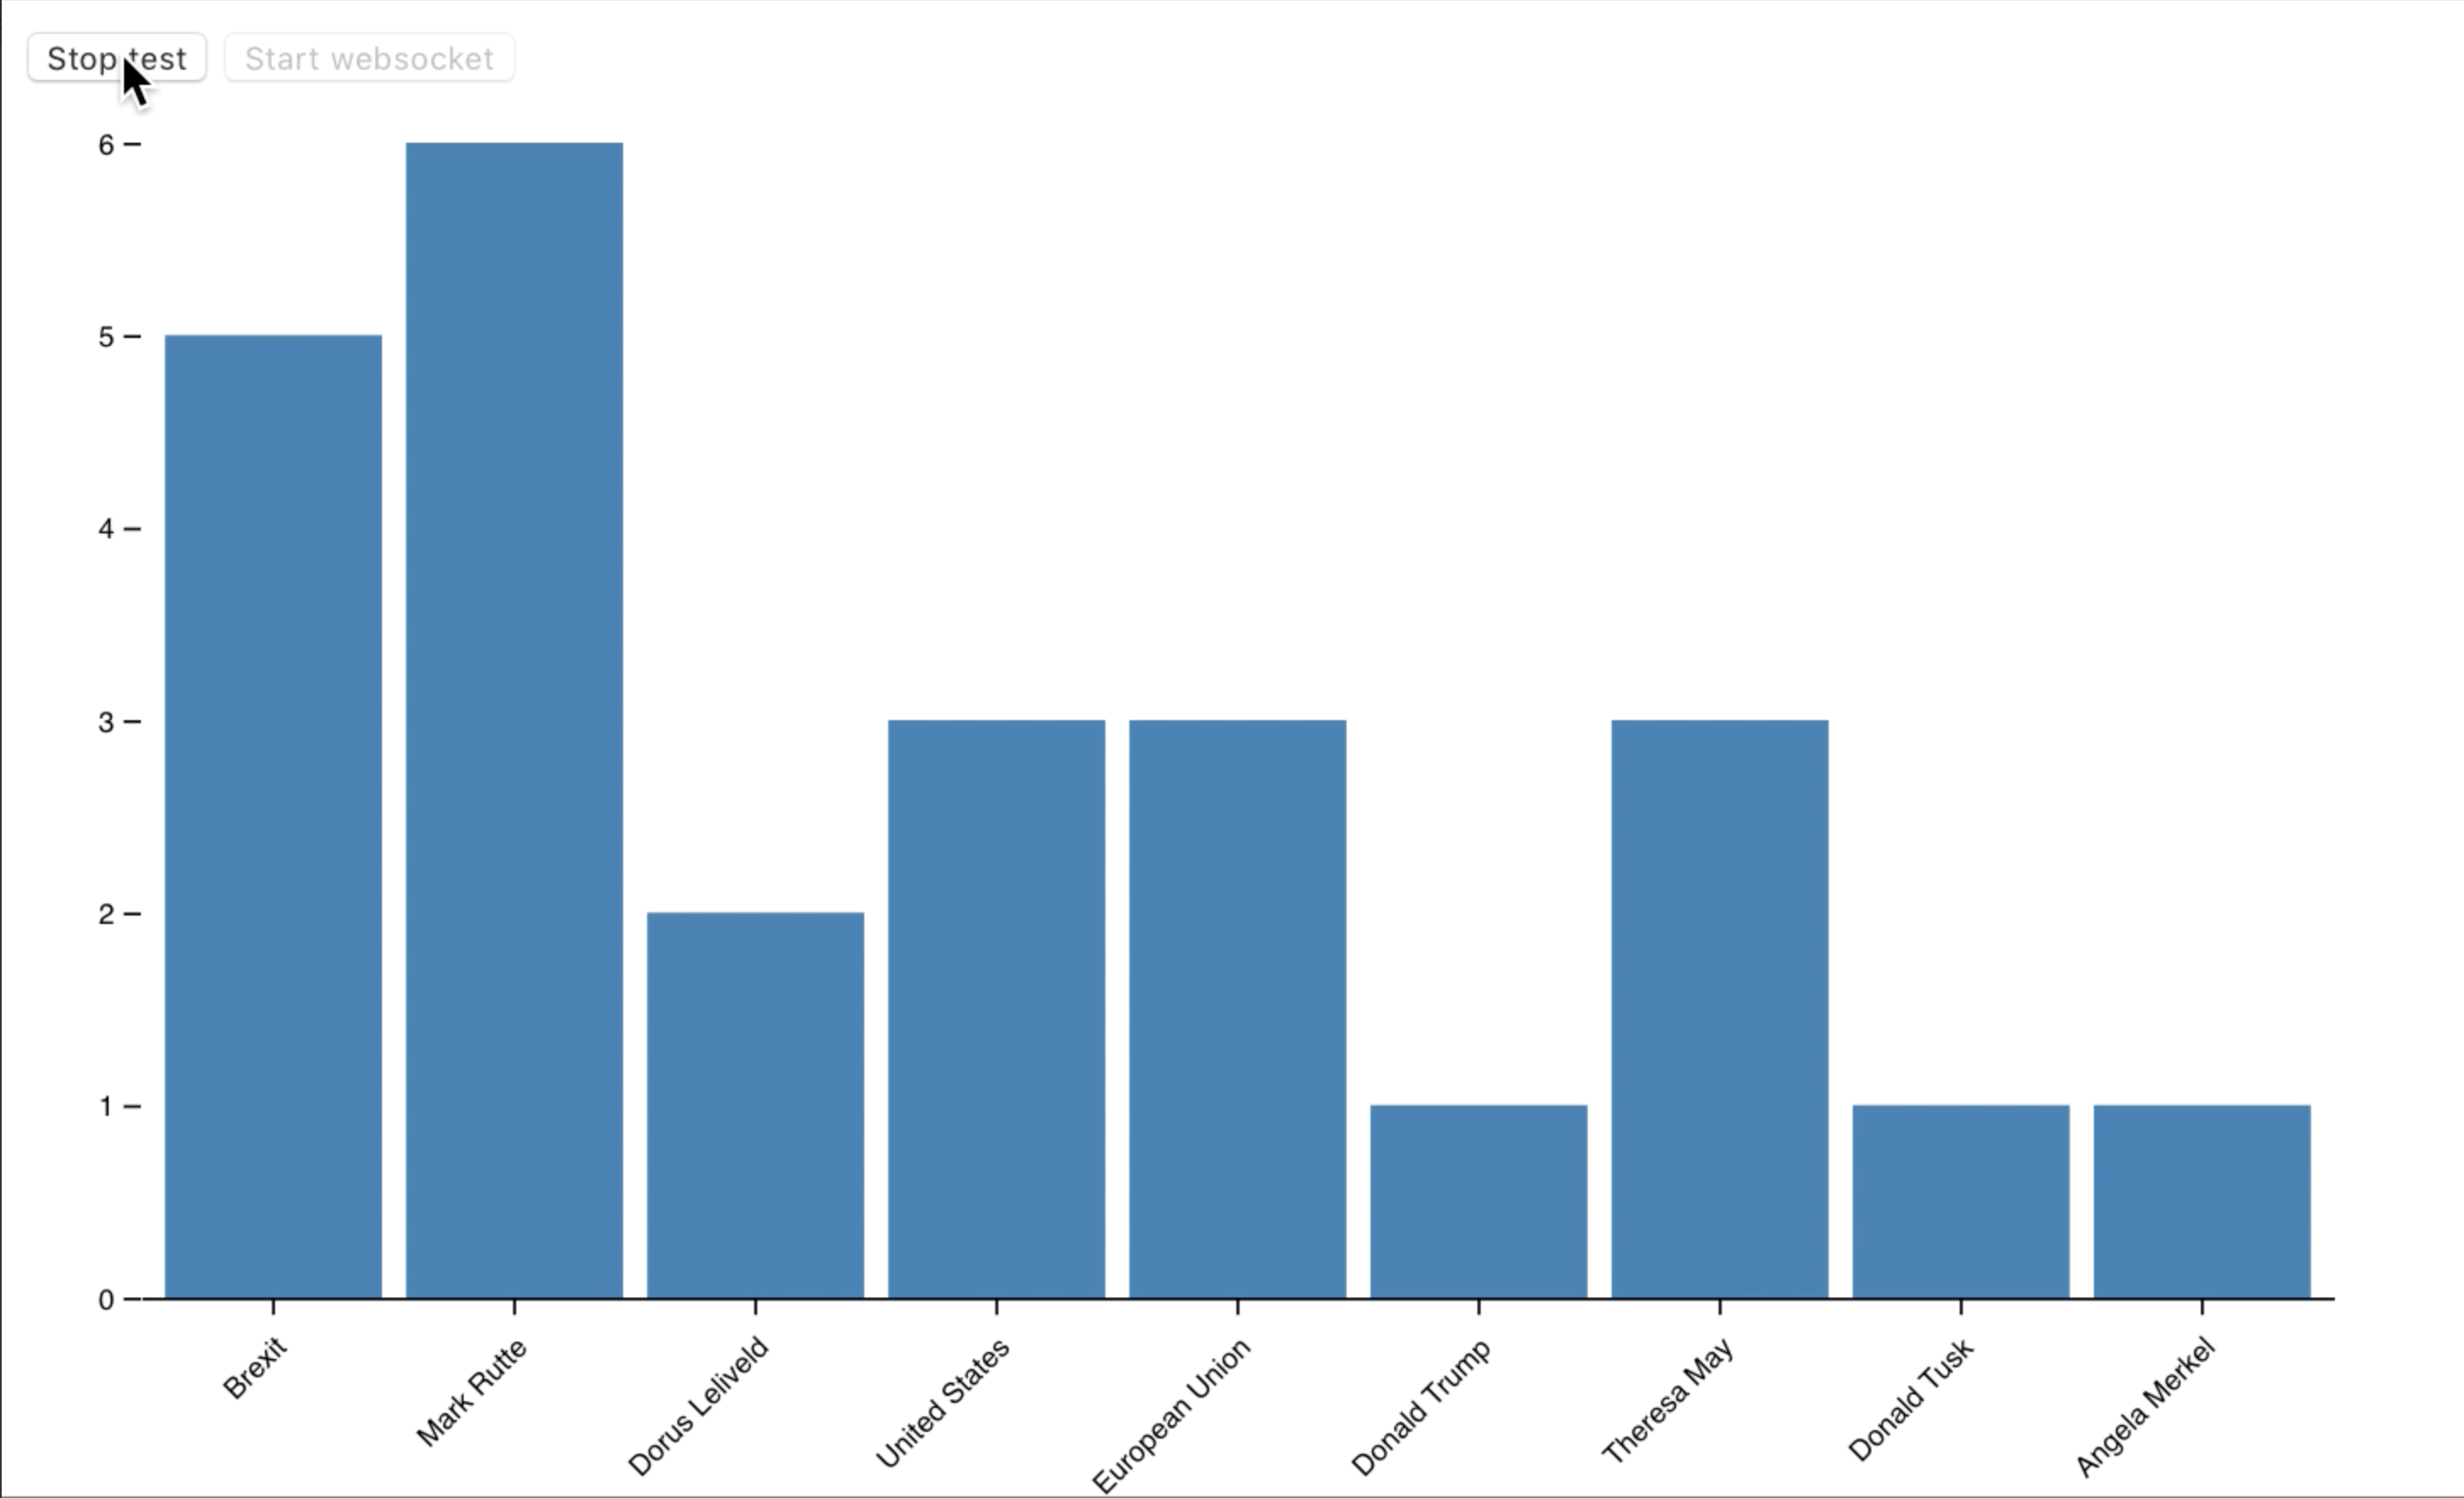 Stop test Start websocket
6
5
4
3
2
1
0
Brexit
Mark Rutte
Dorus Leliveld
United States
European Union
Donald Trump
Theresa May
Donald Tusk
Angela Merkel